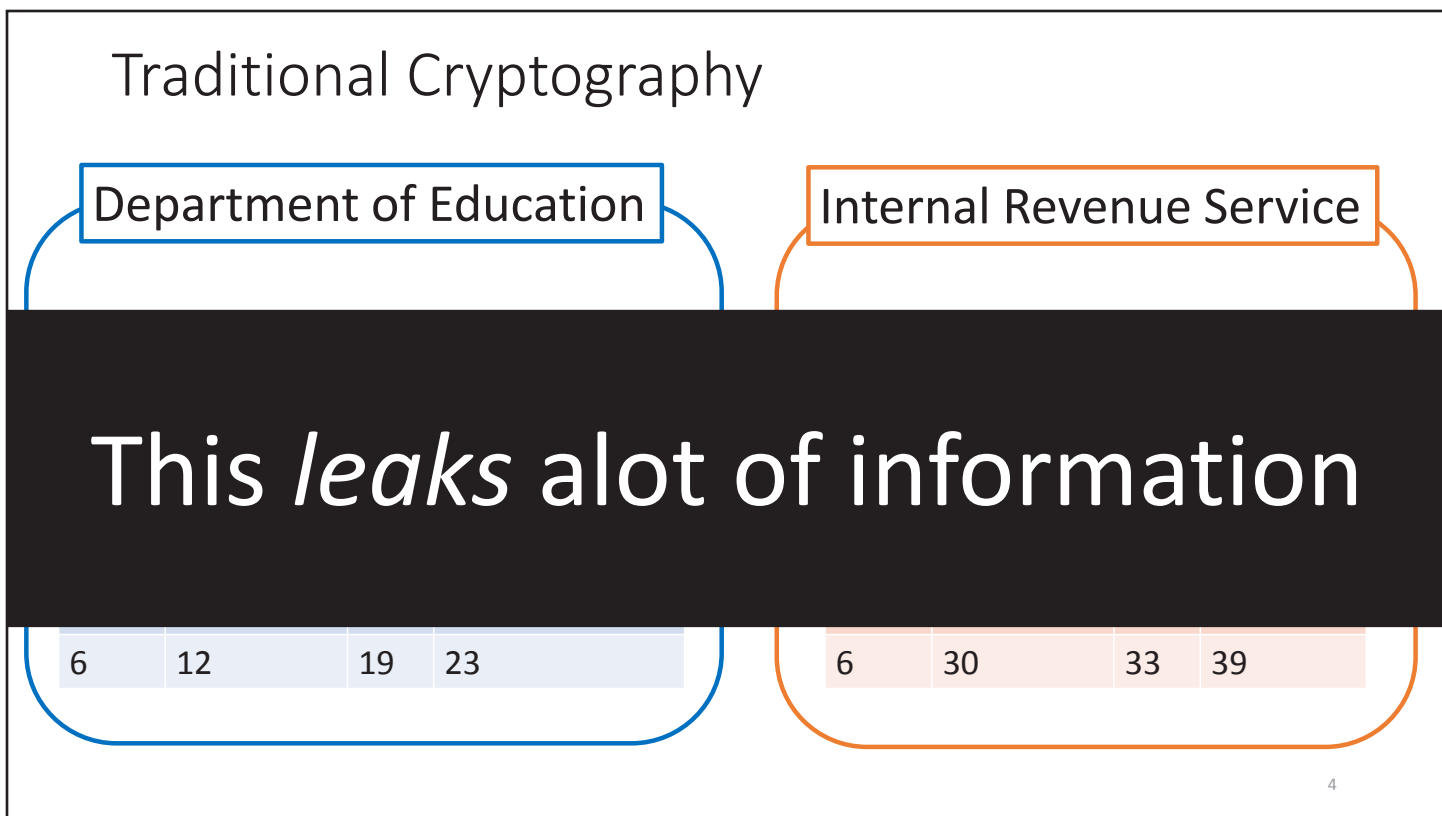 Traditional Cryptography
Department of Education
Internal Revenue Service
This leaks alot of information
6 12 19 23
6 30 33 39
4